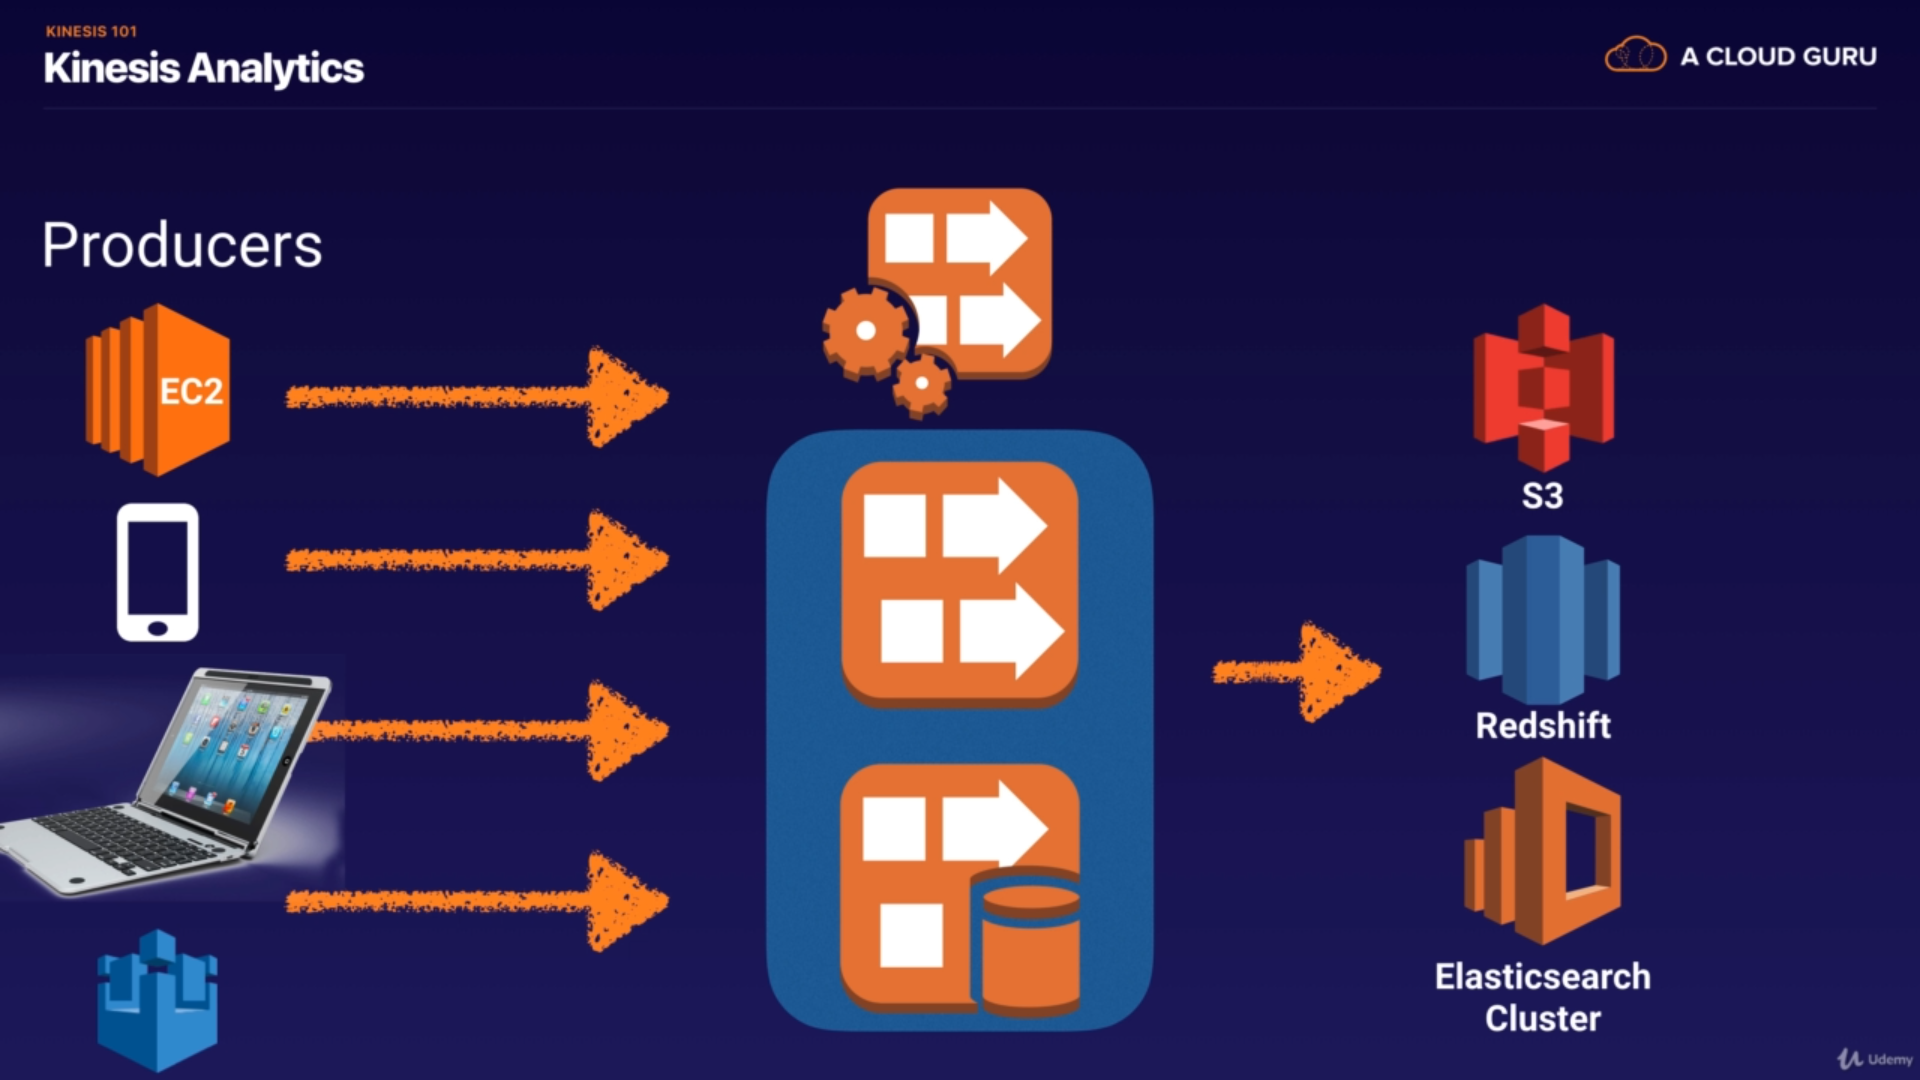 KINESIS 101
Kinesis Analytics
A CLOUD GURU
Producers
EC2
S3
Redshift
Elasticsearch
Cluster
Udemy